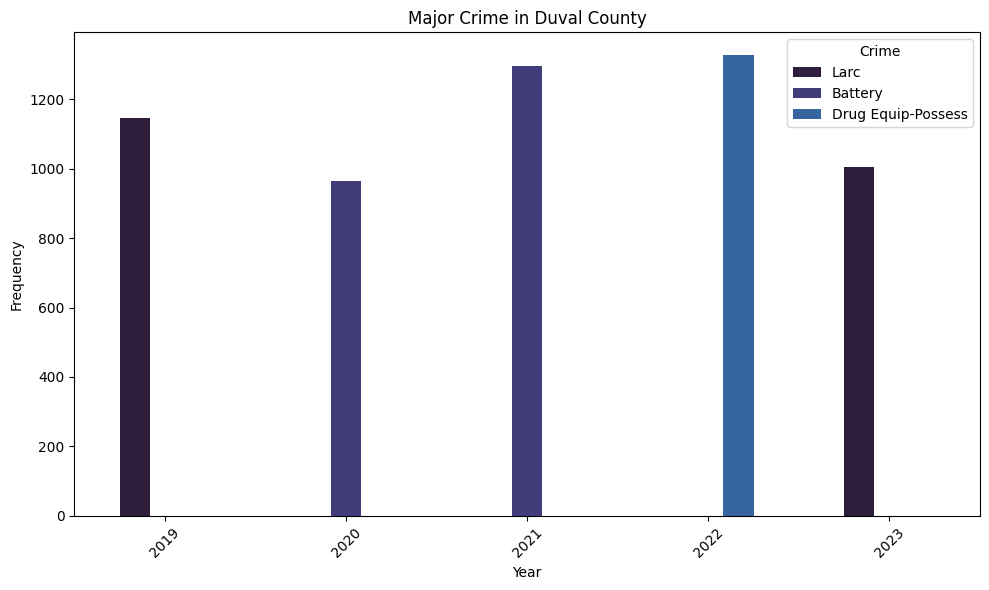 Major Crime in Duval County
Crime
Larc
Battery
Drug Equip-Possess
1200
1000
800
600
400
200
0
Frequency
2019
2020
2021
2022
2023
Year